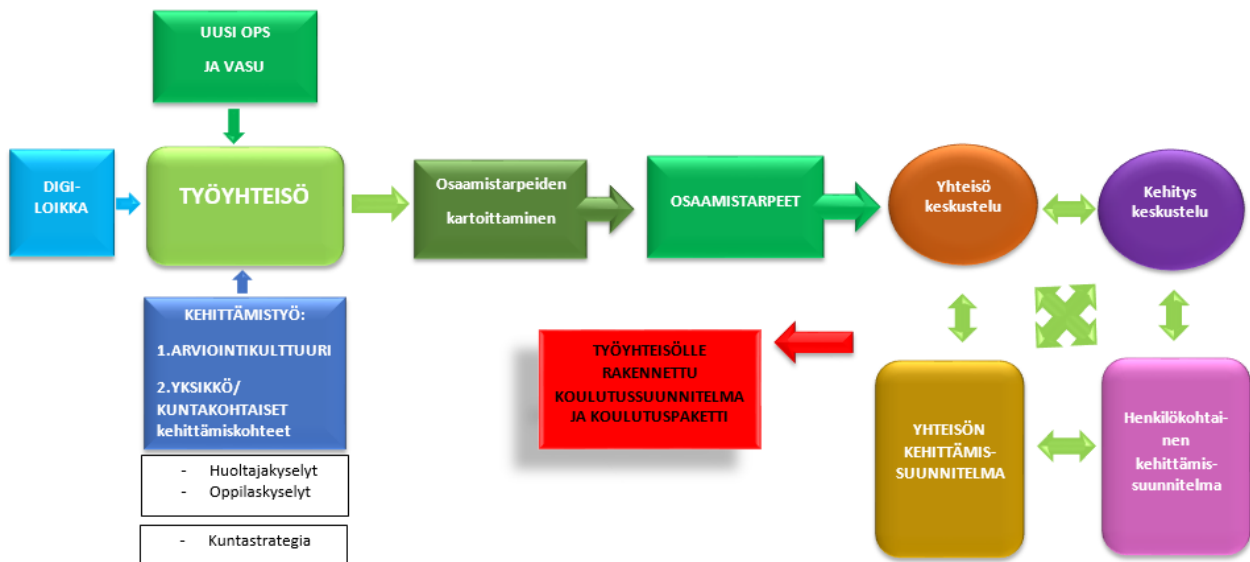 UUSI OPS
JA VASU
DIGI-
LOIKKA
TYÖYHTEISÖ
Osaamistarpeiden
kartoittaminen
OSAAMISTARPEET
Yhteisö
keskustelu
Kehitys
keskustelu
KEHITTÄMISTYÖ:
1.ARVIOINTIKULTTUURI
2.YKSIKKÖ/
KUNTAKOHTAISET
kehittämiskohteet
- Huoltajakyselyt
- Oppilaskyselyt
- Kuntastrategia
TYÖYHTEISÖLLE
RAKENNETTU
KOULUTUSSUUNNITELMA
JA KOULUTUSPAKETTI
YHTEISÖN
KEHITTÄMIS-
SUUNNITELMA
Henkilökohtai-
nen
kehittämis-
suunnitelma